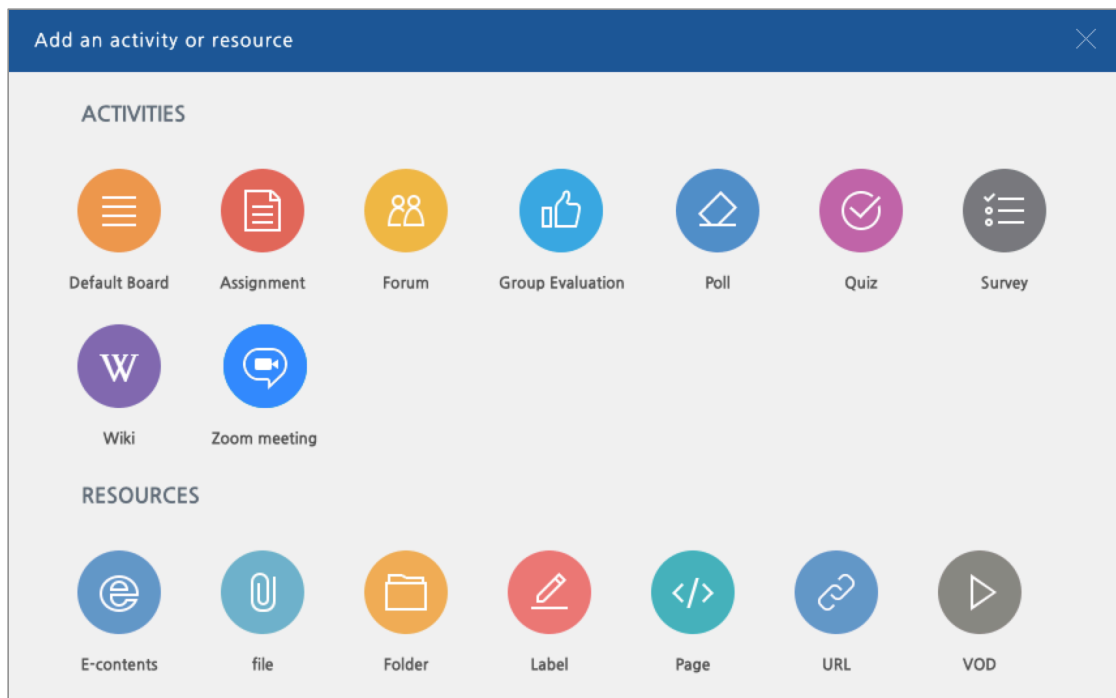 Add an activity or resource
ACTIVITIES
Default Board Assignment Forum Group Evaluation Poll Quiz Survey
W
Wiki Zoom meeting
RESOURCES
E-contents file Folder Label Page URL VOD